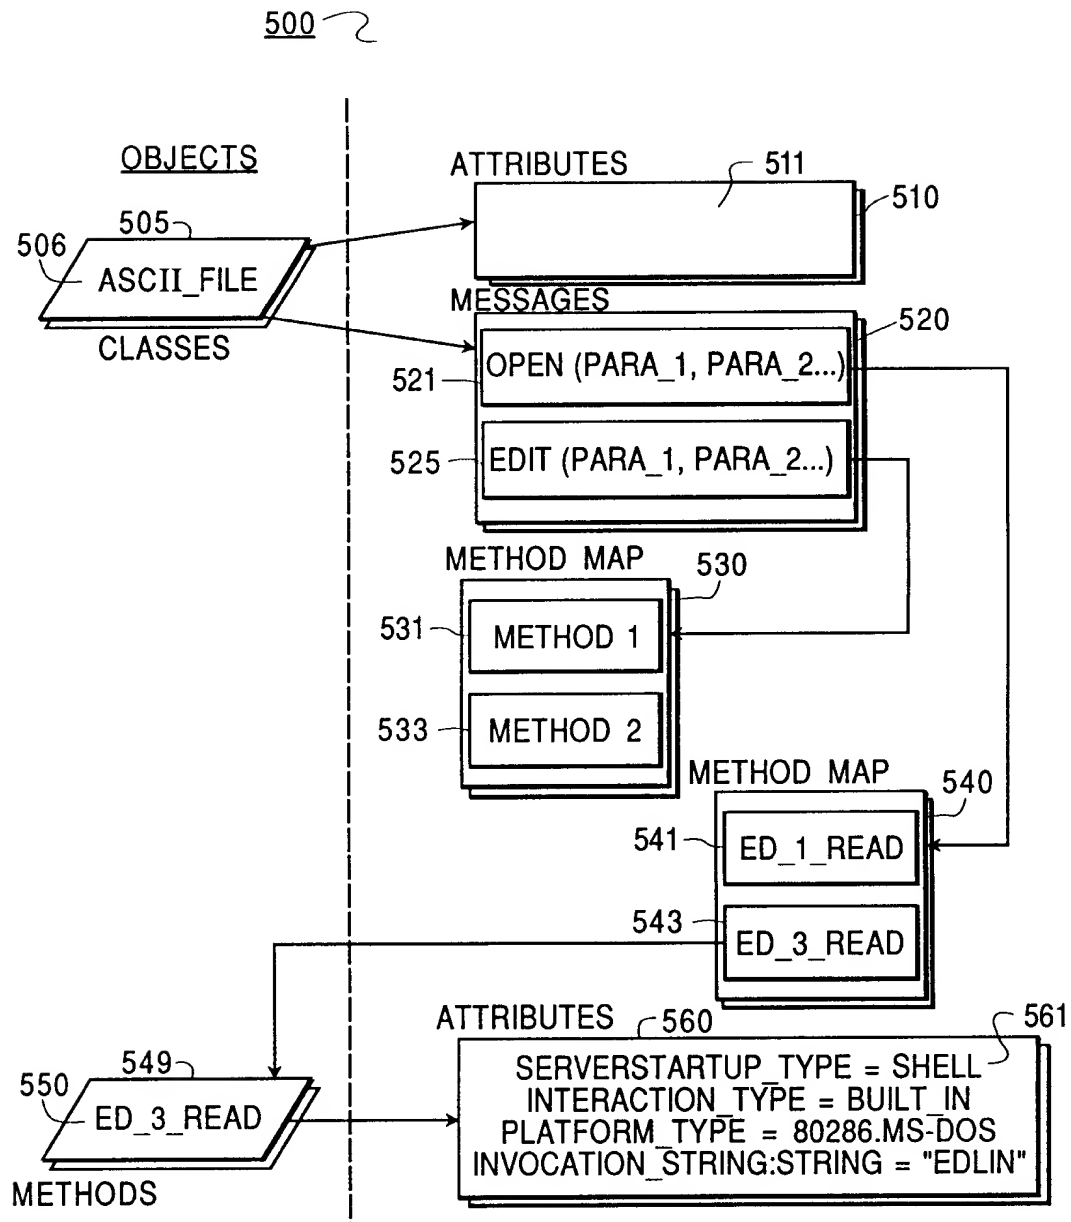 500
OBJECTS
ATTRIBUTES
511
510
505
506
ASCII_FILE
CLASSES
MESSAGES
520
OPEN (PARA_1, PARA_2...)
521
EDIT (PARA_1, PARA_2...)
525
METHOD MAP
530
531
METHOD 1
533
METHOD 2
METHOD MAP
540
541
ED_1_READ
543
ED_3_READ
ATTRIBUTES
560
561
SERVERSTARTUP_TYPE = SHELL
INTERACTION_TYPE = BUILT_IN
PLATFORM_TYPE = 80286.MS-DOS
INVOCATION_STRING:STRING = "EDLIN"
549
550
ED_3_READ
METHODS